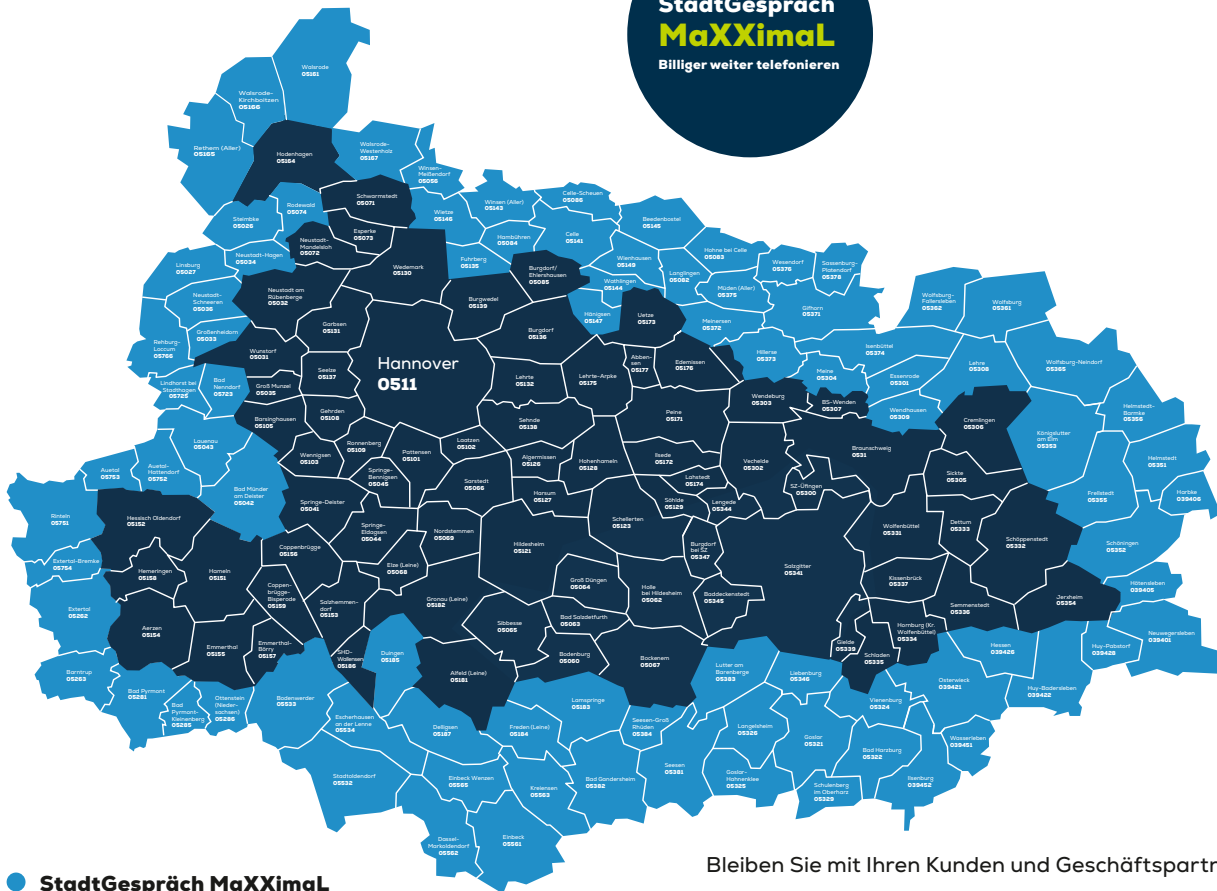 StadtGespräch
MaXXimaL
Billiger weiter telefonieren
Walsrode
05161
Walsrode-
Kirchboitzen
05166
Rethem (Aller)
05165
Hodenhagen
05164
Walsrode-
Westenholz
05167
Winsen-
Meißendorf
05056
Schwarmstedt
05071
Rodewald
05074
Steimbke
05026
Esperke
05073
Neustadt-
Mandelsloh
05072
Neustadt-Hagen
05034
Linsburg
05027
Wietze
05146
Winsen (Aller)
05143
Celle-Scheuen
05086
Hambühren
05084
Celle
05141
Beedenbostel
05145
Fuhrberg
05135
Wienhausen
05149
Hohne bei Celle
05083
Langlingen
05082
Wesendorf
05376
Sassenburg-
Platendorf
05378
Wedemark
05130
Burgdorf/
Ehlershausen
05085
Wathlingen
05144
Müden (Aller)
05375
Gifhorn
05371
Wolfsburg-
Fallersleben
05362
Wolfsburg
05361
Neustadt am
Rübenberge
05032
Neustadt-
Schneeren
05036
Großenheidorn
05033
Burgwedel
05139
Hänigsen
05147
Uetze
05173
Meinersen
05372
Garbsen
05131
Burgdorf
05136
Rehburg-
Loccum
05766
Wunstorf
05031
Seelze
05137
Hannover
0511
Lehrte
05132
Lehrte-Arpke
05175
Abben-
sen
05177
Edemissen
05176
Hillerse
05373
Isenbüttel
05374
Meine
05304
Essenrode
05301
Lehre
05308
Wolfsburg-Neindorf
05365
Lindhorst bei
Stadthagen
05725
Bad
Nenndorf
05723
Groß Munzel
05035
Barsinghausen
05105
Gehrden
05108
Wendeburg
05303
BS-Wenden
05307
Wendhausen
05309
Cremlingen
05306
Helmstedt-
Barmke
05356
Sehnde
05138
Peine
05171
Königslutter
am Elm
05353
Lauenau
05043
Wennigsen
05103
Ronnenberg
05109
Pattensen
05101
Laatzen
05102
Algermissen
05126
Hohenhameln
05128
Ilsede
05172
Vechelde
05302
Braunschweig
0531
Helmstedt
05351
Auetal
05753
Auetal-
Hattendorf
05752
Springe-
Bennigsen
05045
Sarstedt
05066
Harsum
05127
Lahstedt
05174
SZ-Üfingen
05300
Sickte
05305
Frellstedt
05355
Harbke
039406
Bad Münder
am Deister
05042
Springe-Deister
05041
Söhlde
05129
Lengede
05344
Rinteln
05751
Hessisch Oldendorf
05152
Springe-
Eldagsen
05044
Nordstemmen
05069
Schellerten
05123
Wolfenbüttel
05331
Dettum
05333
Schöppenstedt
05332
Schöningen
05352
Coppenbrügge
05156
Hildesheim
05121
Burgdorf
bei SZ
05347
Extertal-Bremke
05754
Hemeringen
05158
Hameln
05151
Elze (Leine)
05068
Salzgitter
05341
Kissenbrück
05337
Coppen-
brügge-
Bisperode
05159
Salzhemmen-
dorf
05153
Gronau (Leine)
05182
Groß Düngen
05064
Holle
bei Hildesheim
05062
Baddeckenstedt
05345
Semmenstedt
05336
Jerxheim
05354
Hötensleben
039405
Extertal
05262
Aerzen
05154
Emmerthal
05155
Emmerthal-
Börry
05157
Sibbesse
05065
Bad Salzdetfurth
05063
Hornburg (Kr.
Wolfenbüttel)
05334
Neuwegersleben
039401
SHD-
Wallensen
05186
Duingen
05185
Bodenburg
05060
Bockenem
05067
Gielde
05339
Schladen
05335
Hessen
039426
Huy-Pabstorf
039428
Barntrup
05263
Bad Pyrmont
05281
Alfeld (Leine)
05181
Lutter am
Barenberge
05383
Liebenburg
05346
Osterwieck
039421
Huy-Badersleben
039422
Bad
Pyrmont-
Kleinenberg
05285
Ottenstein
(Nieder-
sachsen)
05286
Bodenwerder
05533
Lamspringe
05183
Vienenburg
05324
Eschershausen
an der Lenne
05534
Delligsen
05187
Freden (Leine)
05184
Seesen-Groß
Rhüden
05384
Langelsheim
05326
Goslar
05321
Wasserleben
039451
Bad Harzburg
05322
Stadtoldendorf
05532
Einbeck Wenzen
05565
Kreiensen
05563
Bad Gandersheim
05382
Seesen
05381
Goslar-
Hahnenklee
05325
Schulenberg
im Oberharz
05329
Ilsenburg
039452
Dassel-
Markoldendorf
05562
Einbeck
05561
Bleiben Sie mit Ihren Kunden und Geschäftspartn
StadtGespräch MaXXimaL